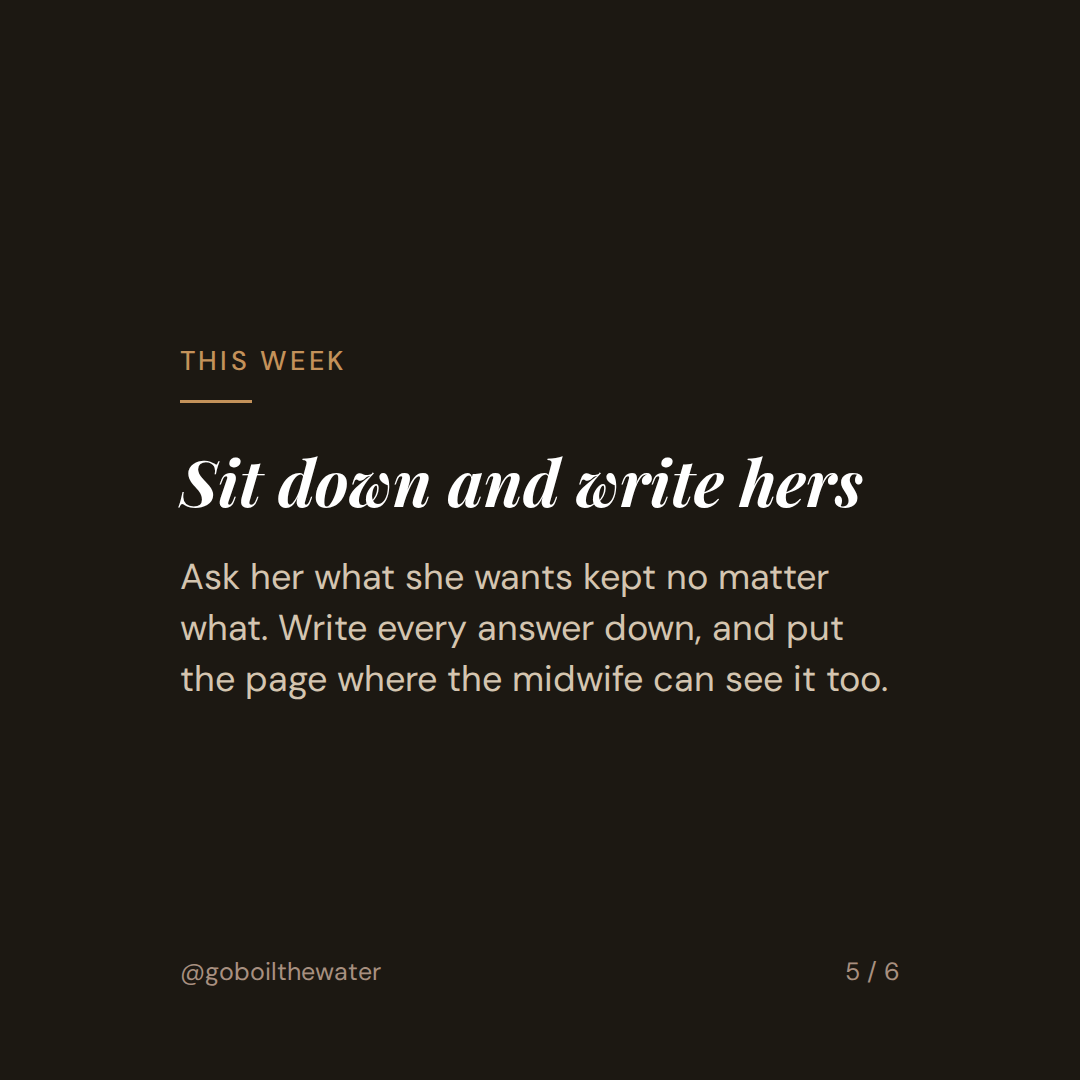 THIS WEEK
Sit down and write hers
Ask her what she wants kept no matter
what. Write every answer down, and put
the page where the midwife can see it too.
@goboilthewater
5 / 6